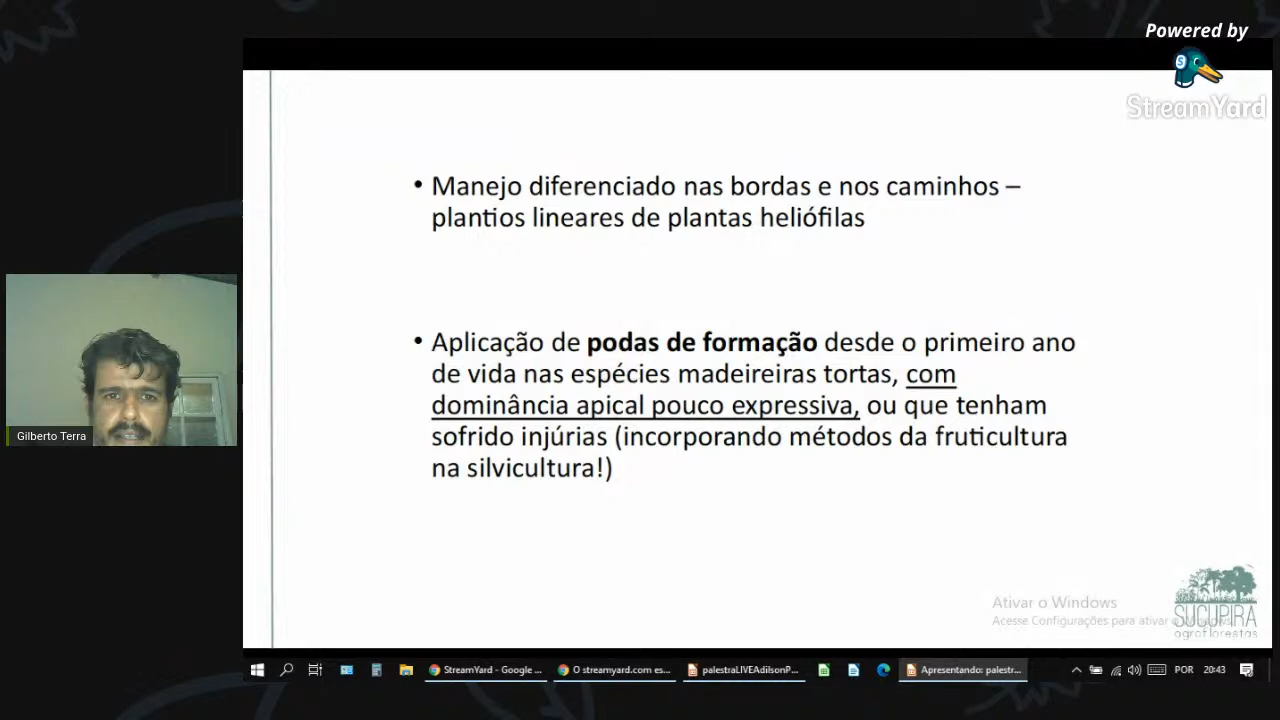 Powered by
StreamYard
• Manejo diferenciado nas bordas e nos caminhos –
plantios lineares de plantas heliófilas
• Aplicação de podas de formação desde o primeiro ano
de vida nas espécies madeireiras tortas, com
dominância apical pouco expressiva, ou que tenham
sofrido injúrias (incorporando métodos da fruticultura
na silvicultura!)
Gilberto Terra
Ativar o Windows
Acesse Configurações para ativar o Windows.
SUCUPIRA
agroflorestas
StreamYard - Google ...
O streamyard.com es...
palestraLIVEAdilsonP...
Apresentando: palestr...
POR
20:43